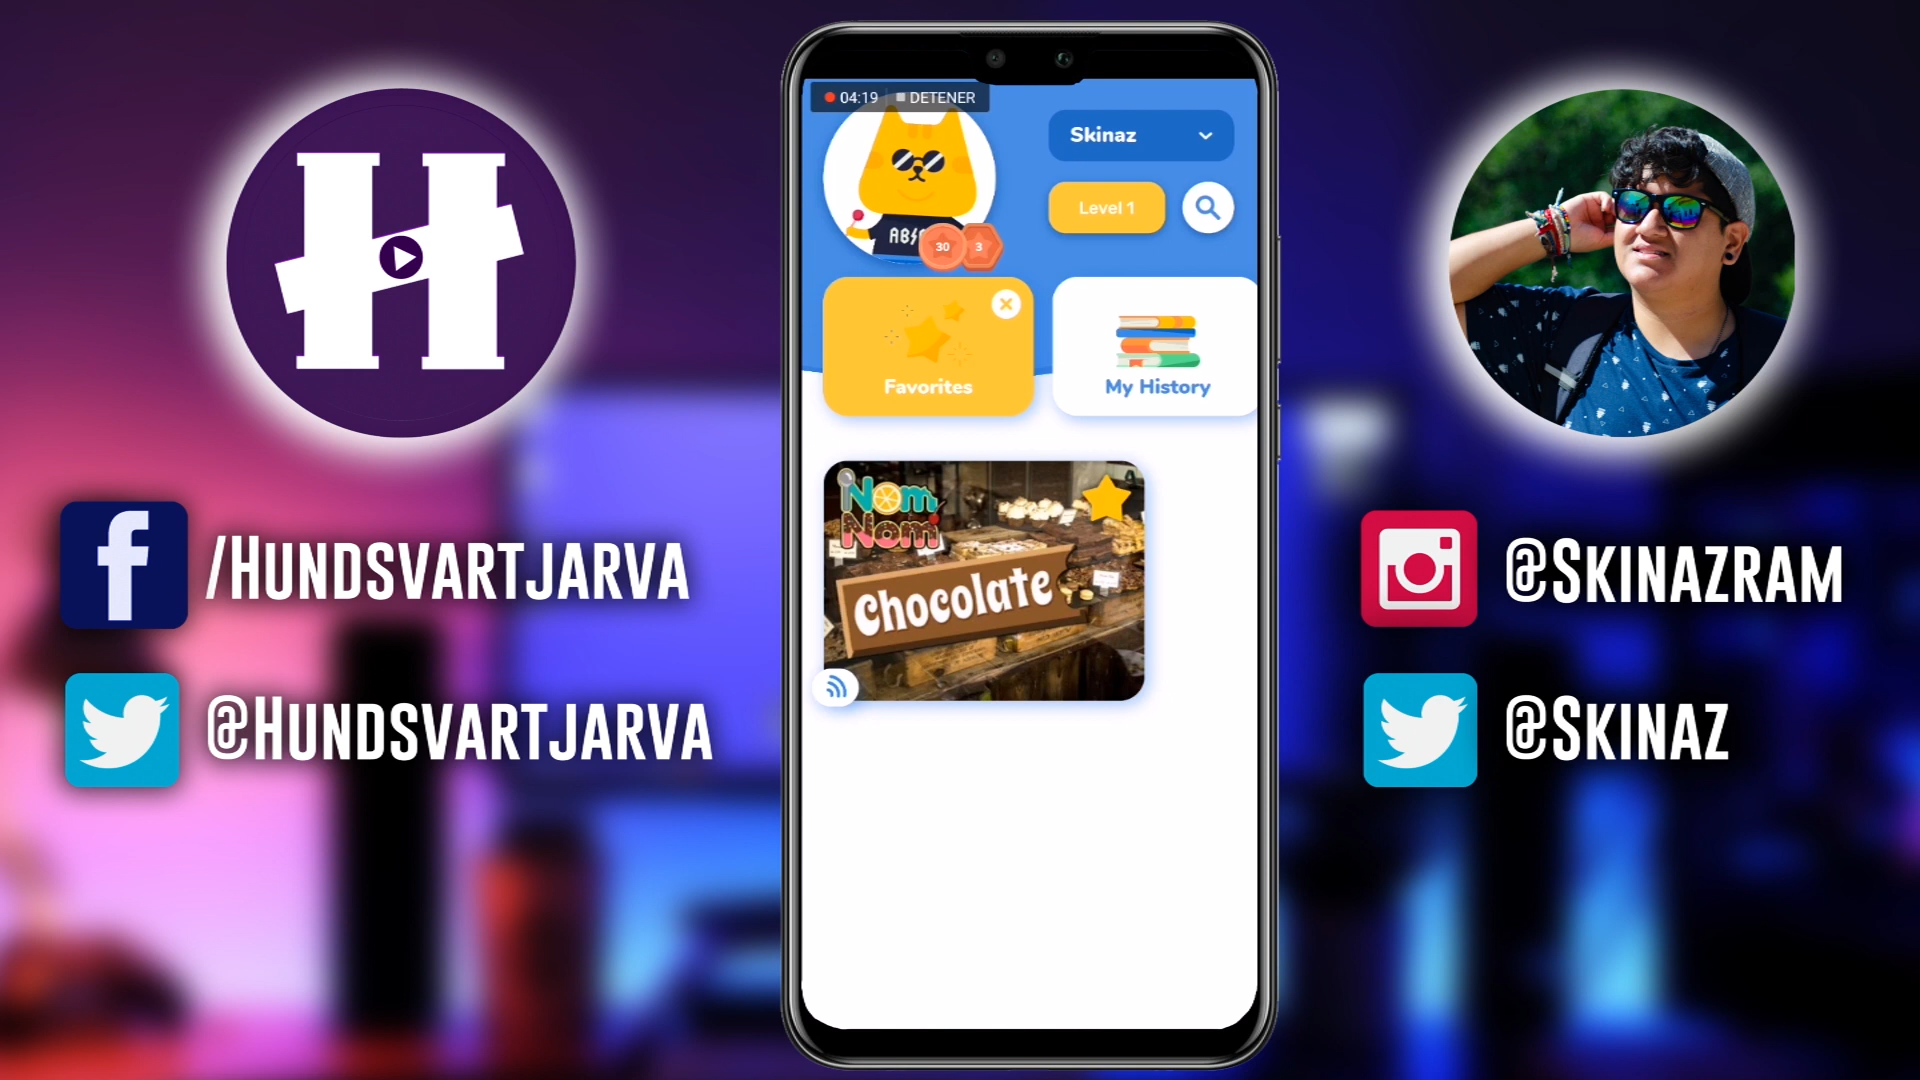 04:19 DETENER
Skinaz
Level 1
30
3
Favorites
My History
Nom
Nom
Chocolate
H
/HUNDSVARTJARVA
@HUNDSVARTJARVA
@SKINAZRAM
@SKINAZ